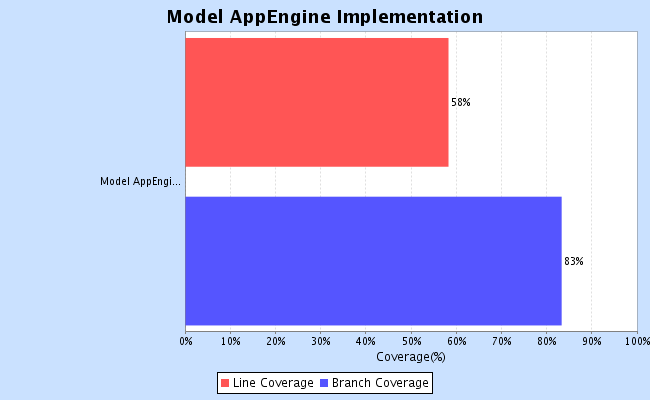 Model AppEngine Implementation
58%
Model AppEngi...
83%
0% 10% 20% 30% 40% 50% 60% 70% 80% 90% 100%
Coverage(%)
Line Coverage Branch Coverage